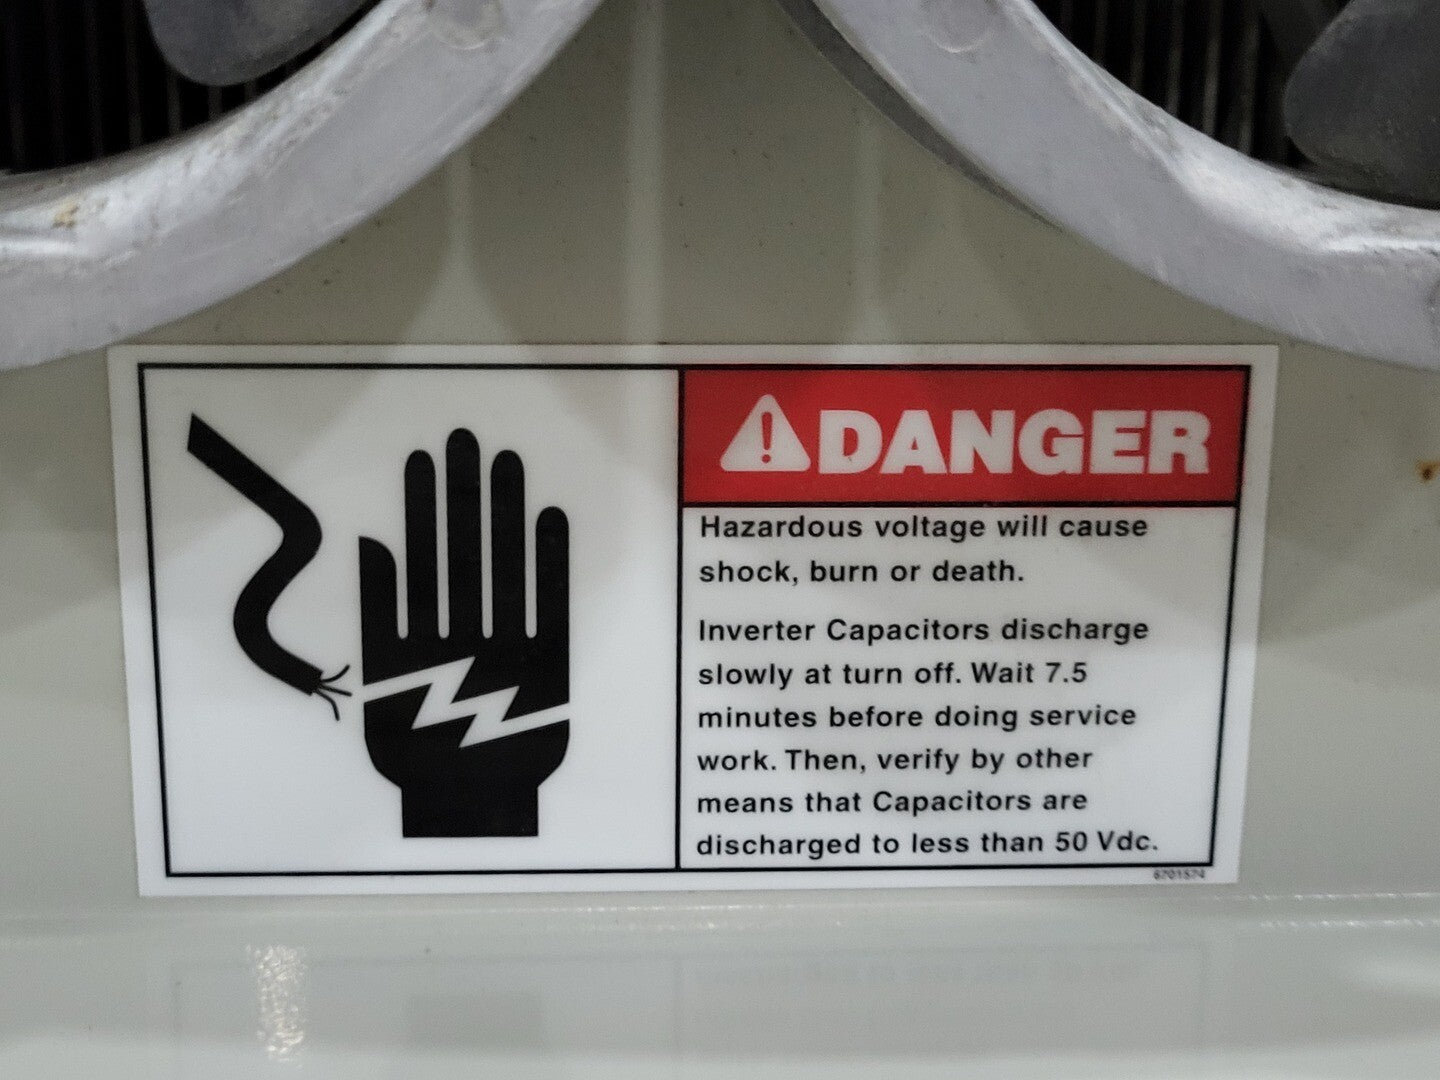 DANGER
Hazardous voltage will cause
shock, burn or death.
Inverter Capacitors discharge
slowly at turn off. Wait 7.5
minutes before doing service
work. Then, verify by other
means that Capacitors are
discharged to less than 50 Vdc.
6701574